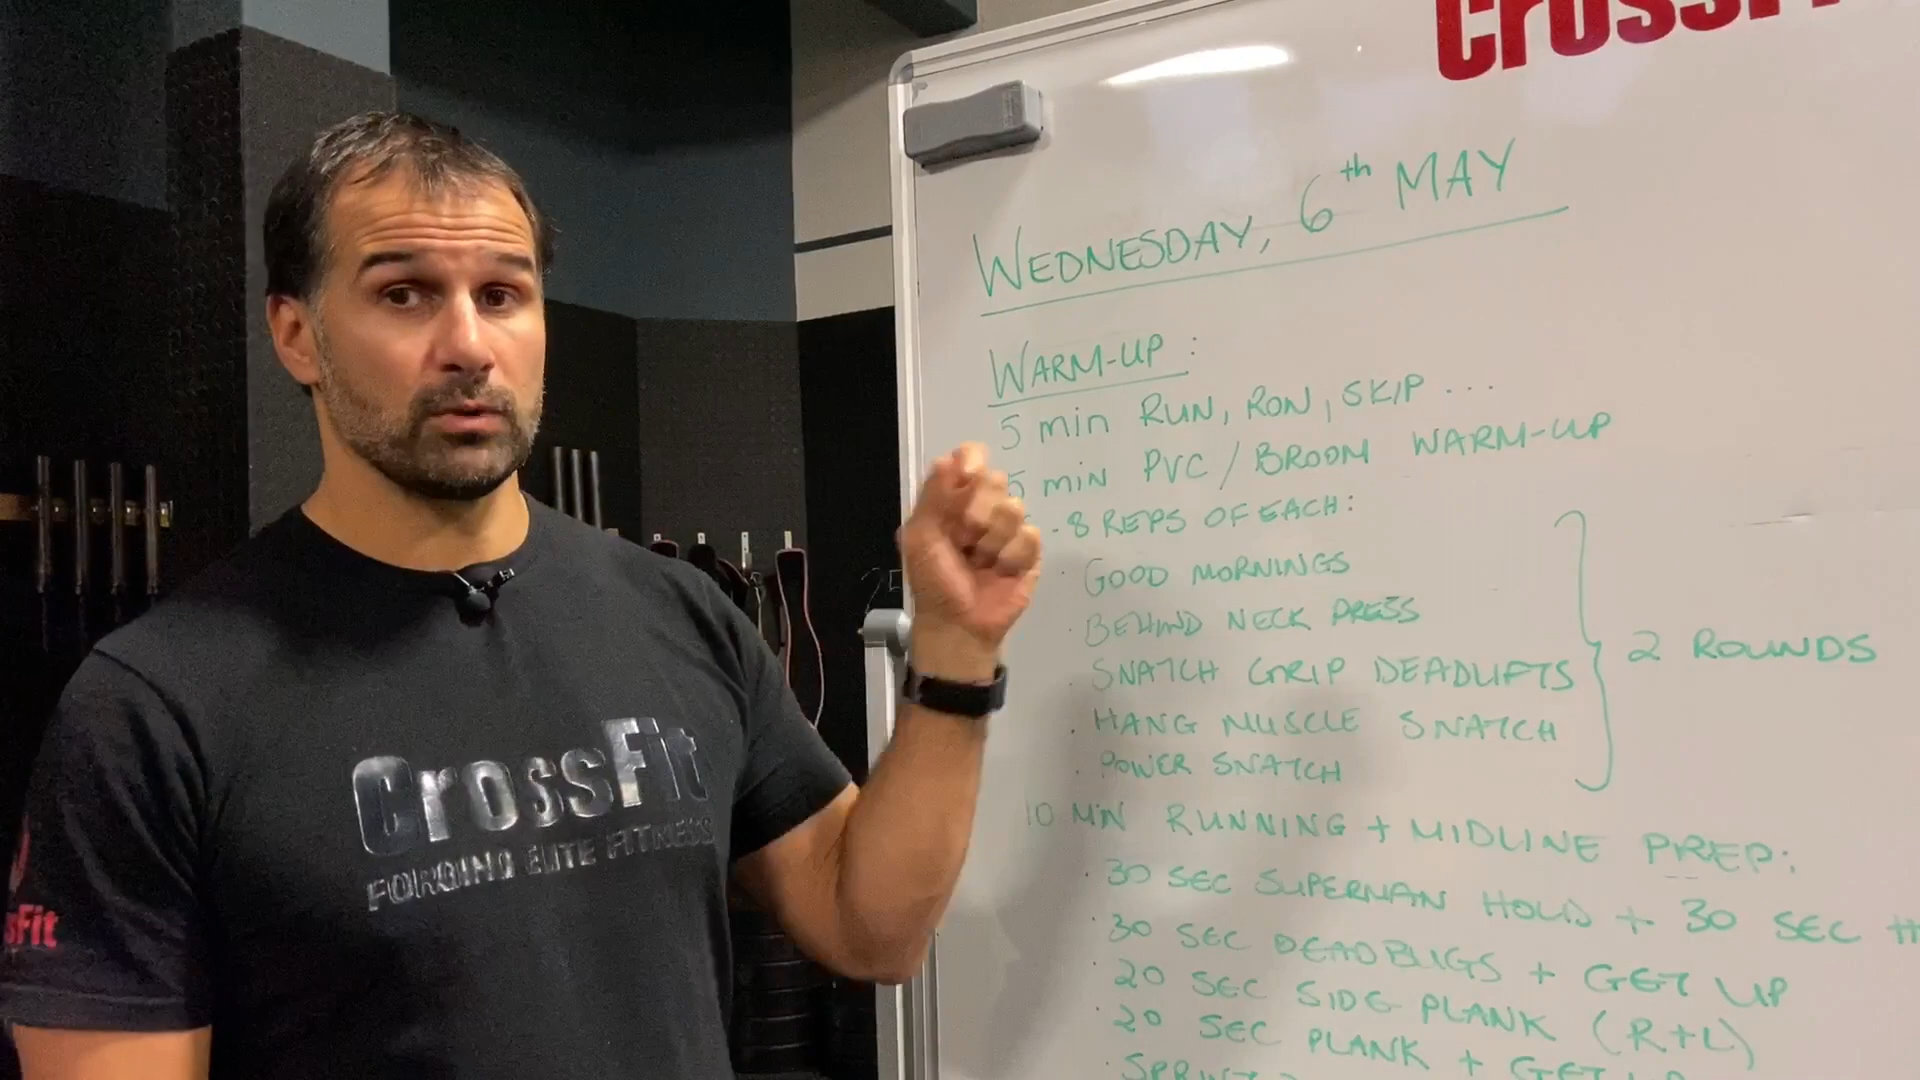 CrossFi
WEDNESDAY, 6th MAY
WARM-UP:
5 min RUN, ROW, SKIP...
5 min PVC / BROOM WARM-UP
-8 REPS OF EACH:
· GOOD MORNINGS
· BEHIND NECK PRESS
· SNATCH GRIP DEADLIFTS
· HANG MUSCLE SNATCH
· POWER SNATCH
2 ROUNDS
10 MIN RUNNING + MIDLINE PREP:
· 30 SEC SUPERMAN HOLD + 30 SEC H
· 30 SEC DEADBUGS + GET UP
· 20 SEC SIDE PLANK (R+L)
· 20 SEC PLANK + GET UP
CrossFit
FORGING ELITE FITNESS
sFit